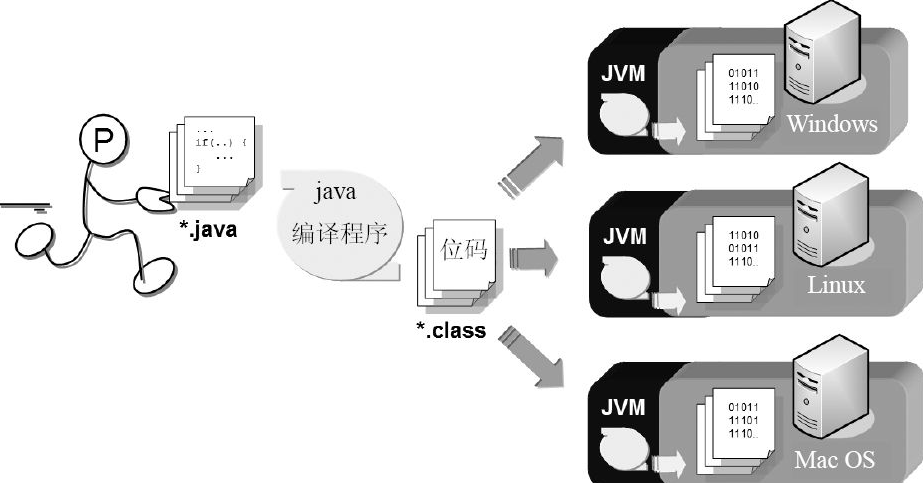 P
...
if(..) {
...
}
*.java
java
编译程序
位码
*.class
JVM
01011
11010
1110..
Windows
JVM
11010
01011
1110..
Linux
JVM
01011
11101
1110..
Mac OS